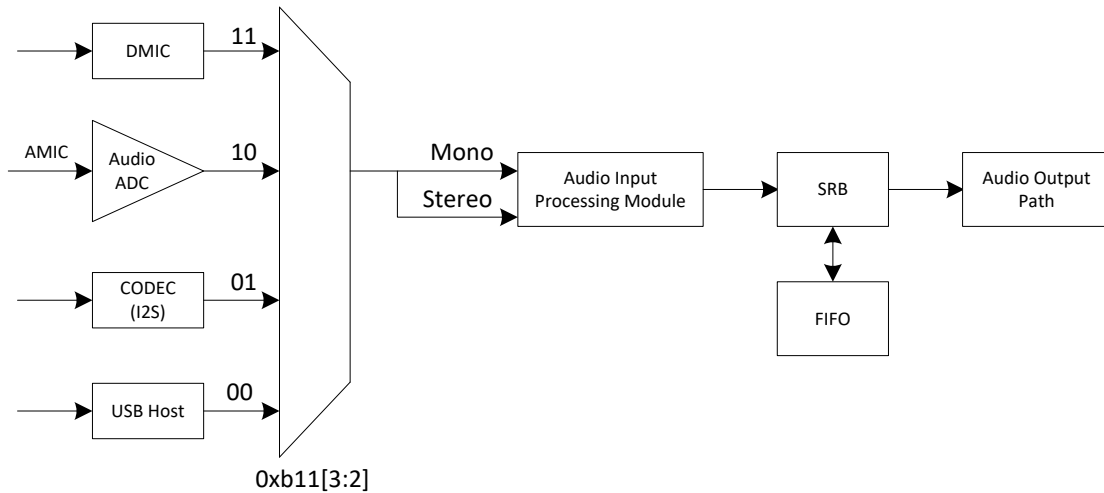 DMIC
11
AMIC
Audio
ADC
10
Mono
Stereo
Audio Input
Processing Module
SRB
Audio Output
Path
CODEC
(I2S)
01
FIFO
USB Host
00
0xb11[3:2]